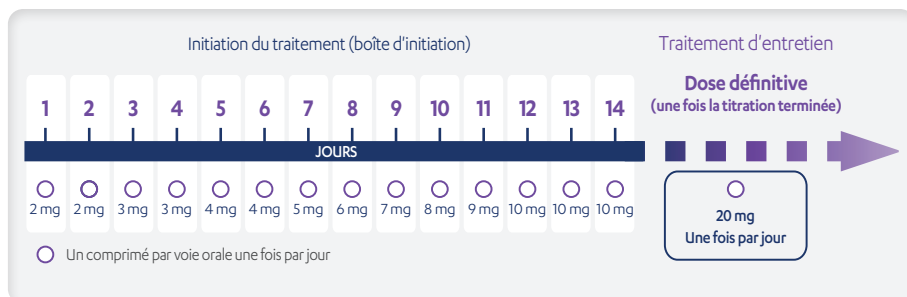 Initiation du traitement (boîte d'initiation)
Traitement d'entretien
Dose définitive
(une fois la titration terminée)
1 2 3 4 5 6 7 8 9 10 11 12 13 14
JOURS
2 mg 2 mg 3 mg 3 mg 4 mg 4 mg 5 mg 6 mg 7 mg 8 mg 9 mg 10 mg 10 mg 10 mg
20 mg
Une fois par jour
Un comprimé par voie orale une fois par jour